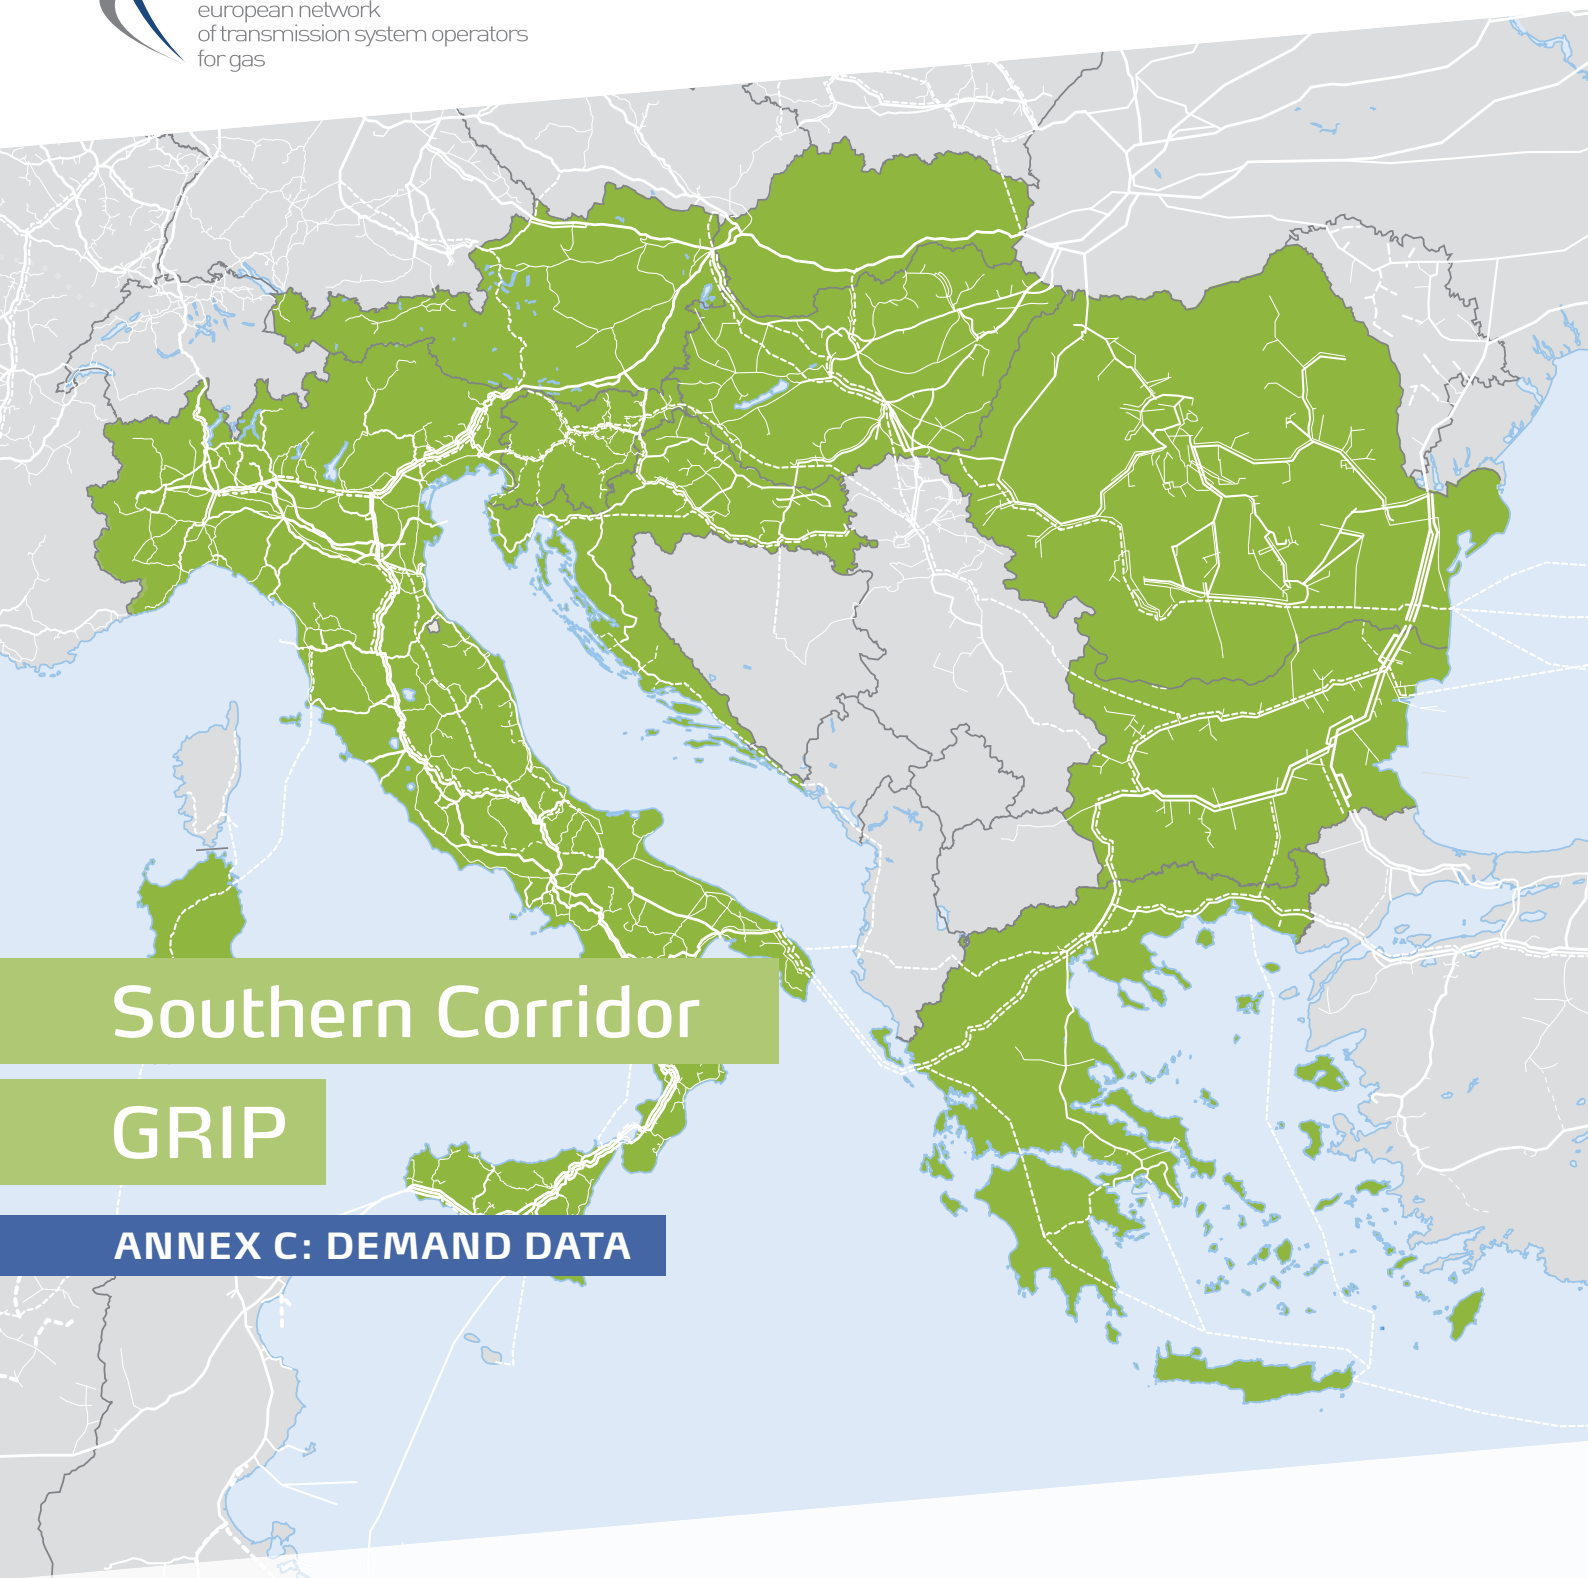 european network
of transmission system operators
for gas
Southern Corridor
GRIP
ANNEX C: DEMAND DATA